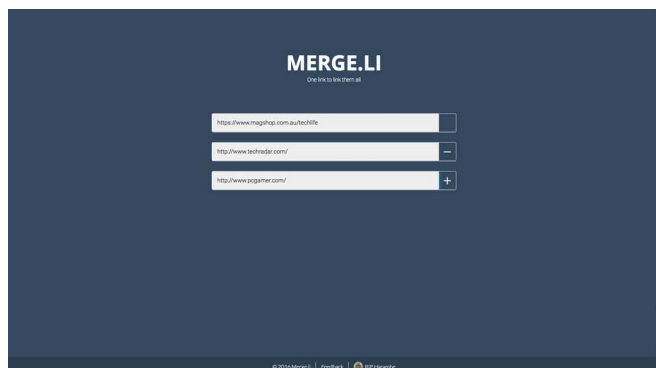 MERGE.LI
One link to link them all
https://www.magshop.com.au/techlife
http://www.techradar.com/
−
http://www.pcgamer.com/
+
© 2016 Merge.li | Feedback | RIP Harambe